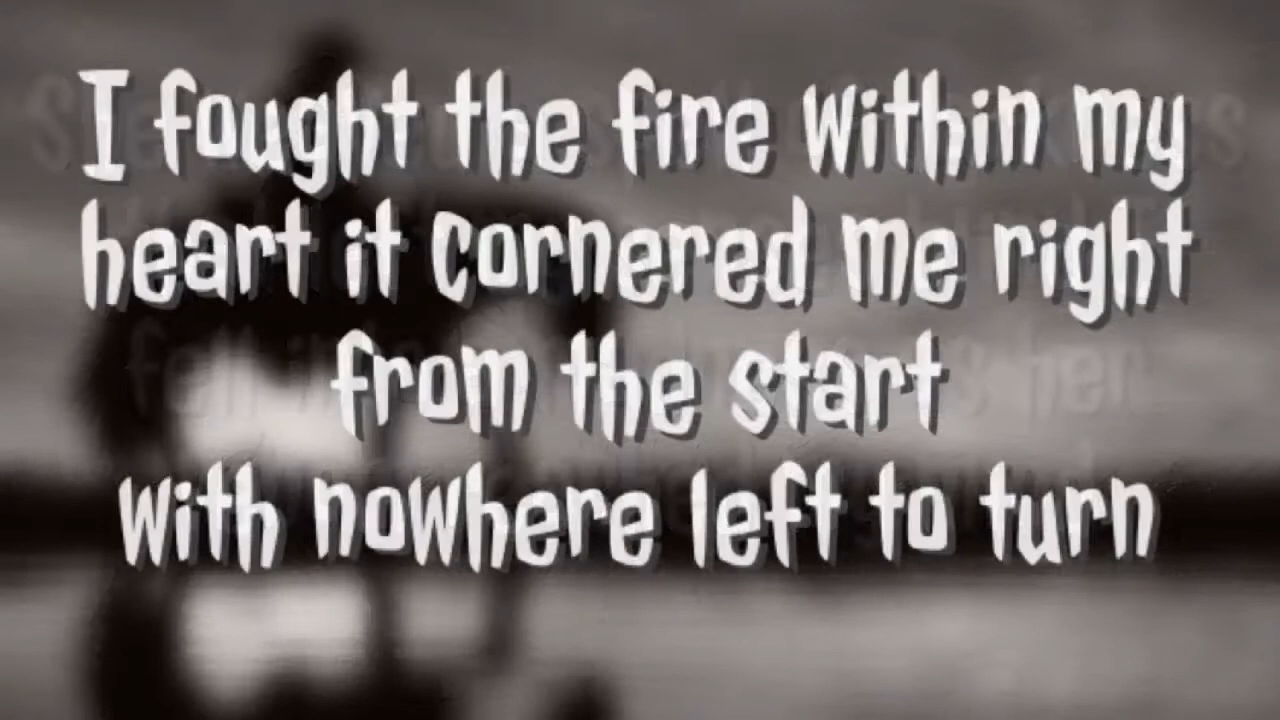 I fought the fire within my
heart it cornered me right
from the start
with nowhere left to turn